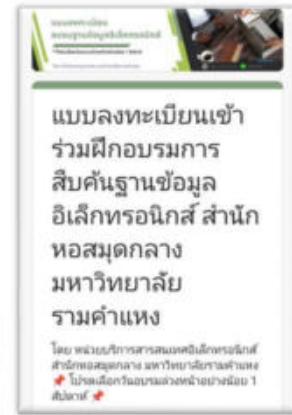 แบบลงทะเบียนเข้า
ร่วมฝึกอบรมการ
สืบค้นฐานข้อมูล
อิเล็กทรอนิกส์ สำนัก
หอสมุดกลาง
มหาวิทยาลัย
รามคำแหง
โดย หน่วยบริการสารสนเทศอิเล็กทรอนิกส์
สำนักหอสมุดกลาง มหาวิทยาลัยรามคำแหง
📌 โปรดเลือกวันอบรมล่วงหน้าอย่างน้อย 1
สัปดาห์ 📌